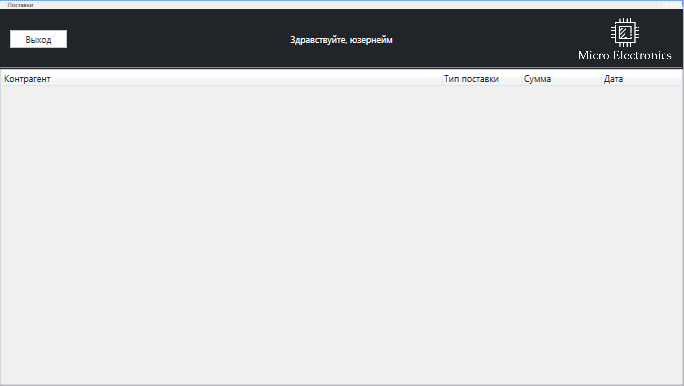 Поставки
Выход
Здравствуйте, юзернейм
Micro Electronics
Контрагент Тип поставки Сумма Дата